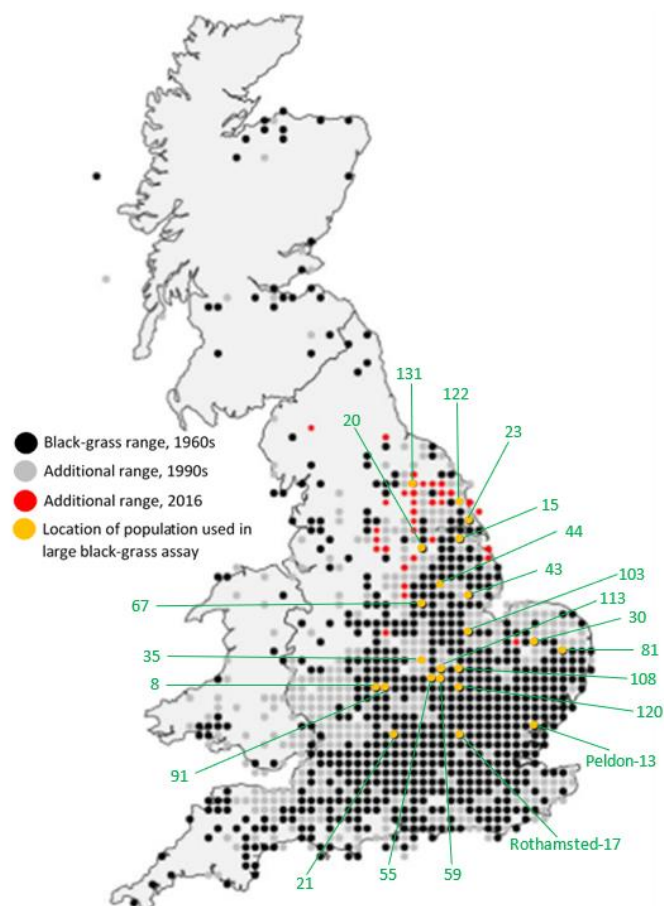 131
122
20
23
Black-grass range, 1960s
Additional range, 1990s
Additional range, 2016
Location of population used in
large black-grass assay
15
44
43
103
67
113
30
35
81
8
108
120
91
Peldon-13
Rothamsted-17
21
55
59